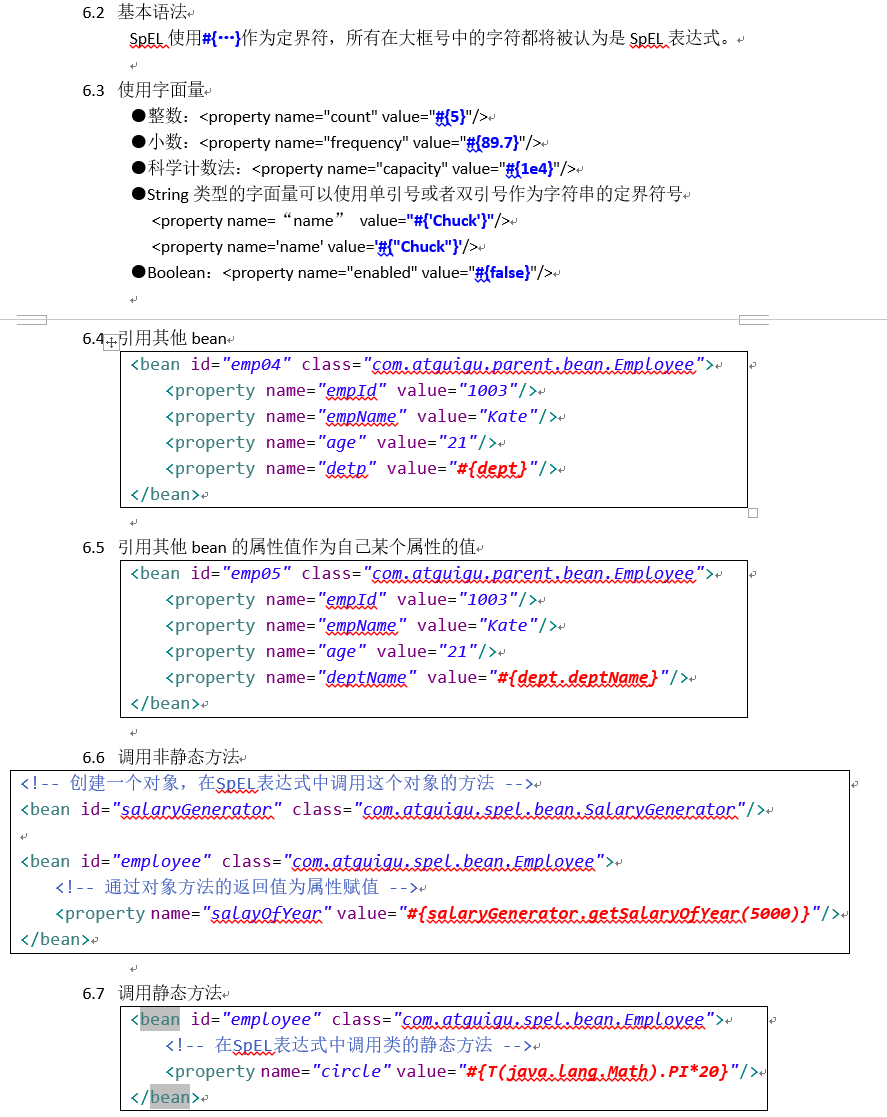 6.2 基本语法
SpEL 使用#{…}作为定界符，所有在大框号中的字符都将被认为是 SpEL 表达式。
6.3 使用字面量
●整数：<property name="count" value="#{5}"/>
●小数：<property name="frequency" value="#{89.7}"/>
●科学计数法：<property name="capacity" value="#{1e4}"/>
●String 类型的字面量可以使用单引号或者双引号作为字符串的定界符号
<property name=“name” value="#{'Chuck'}"/>
<property name='name' value='#{"Chuck"}'/>
●Boolean：<property name="enabled" value="#{false}"/>
6.4 引用其他 bean
<bean id="emp04" class="com.atguigu.parent.bean.Employee">
<property name="empId" value="1003"/>
<property name="empName" value="Kate"/>
<property name="age" value="21"/>
<property name="detp" value="#{dept}"/>
</bean>
6.5 引用其他 bean 的属性值作为自己某个属性的值
<bean id="emp05" class="com.atguigu.parent.bean.Employee">
<property name="empId" value="1003"/>
<property name="empName" value="Kate"/>
<property name="age" value="21"/>
<property name="deptName" value="#{dept.deptName}"/>
</bean>
6.6 调用非静态方法
<!-- 创建一个对象，在SpEL表达式中调用这个对象的方法 -->
<bean id="salaryGenerator" class="com.atguigu.spel.bean.SalaryGenerator"/>
<bean id="employee" class="com.atguigu.spel.bean.Employee">
<!-- 通过对象方法的返回值为属性赋值 -->
<property name="salayOfYear" value="#{salaryGenerator.getSalaryOfYear(5000)}"/>
</bean>
6.7 调用静态方法
<bean id="employee" class="com.atguigu.spel.bean.Employee">
<!-- 在SpEL表达式中调用类的静态方法 -->
<property name="circle" value="#{T(java.lang.Math).PI*20}"/>
</bean>